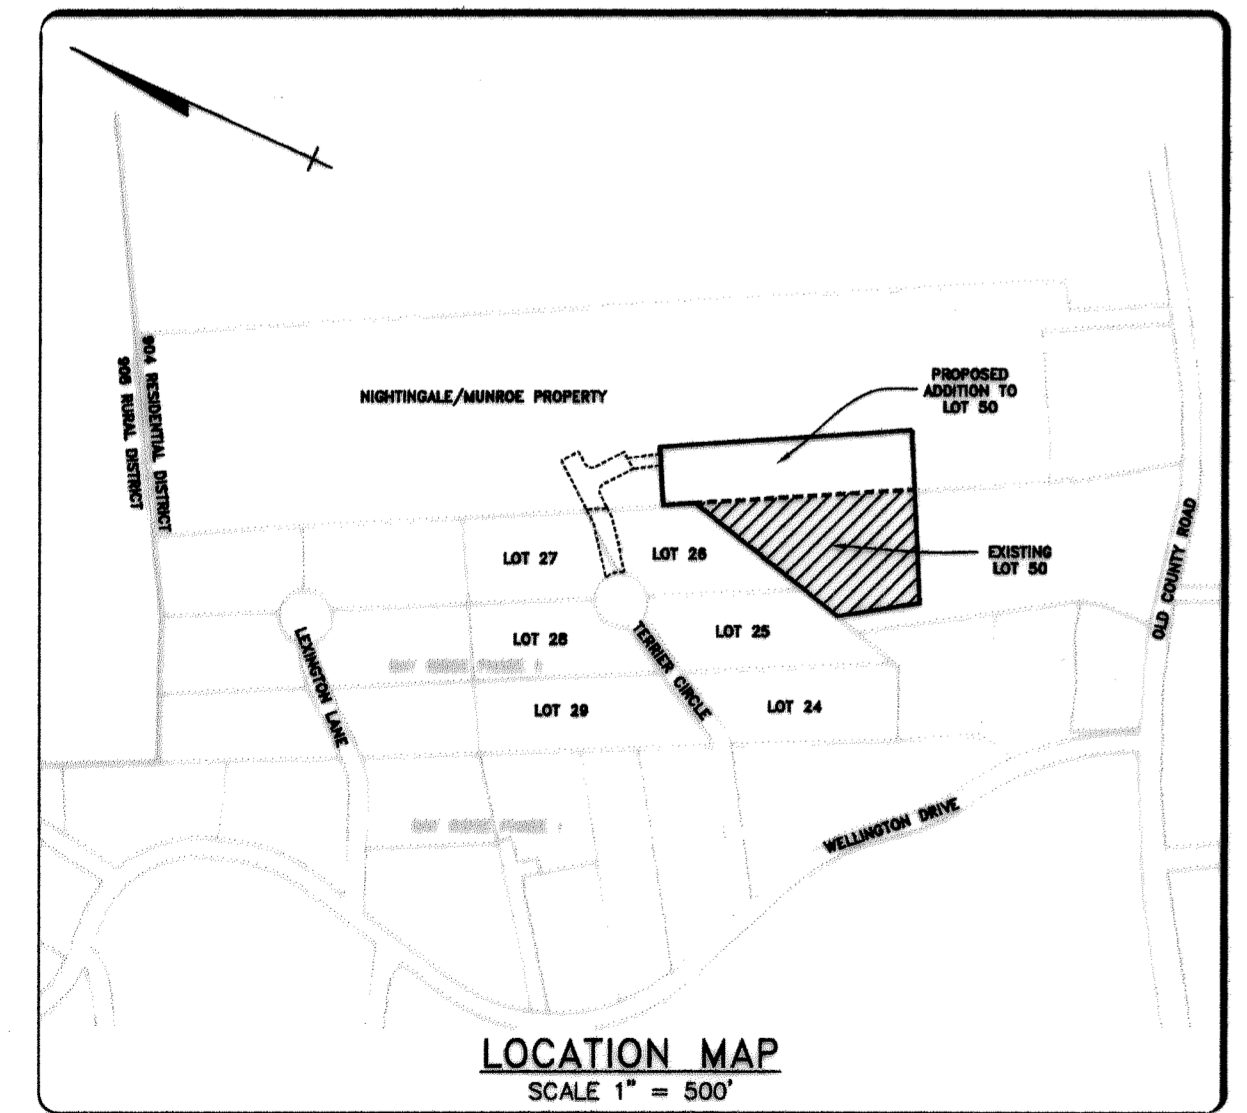 904 RESIDENTIAL DISTRICT
906 RURAL DISTRICT
NIGHTINGALE/MUNROE PROPERTY
PROPOSED
ADDITION TO
LOT 50
EXISTING
LOT 50
LOT 27
LOT 26
LOT 28
LOT 25
LOT 29
LOT 24
LEXINGTON LANE
TERRIER CIRCLE
OLD COUNTY ROAD
WELLINGTON DRIVE
LOCATION MAP
SCALE 1" = 500'